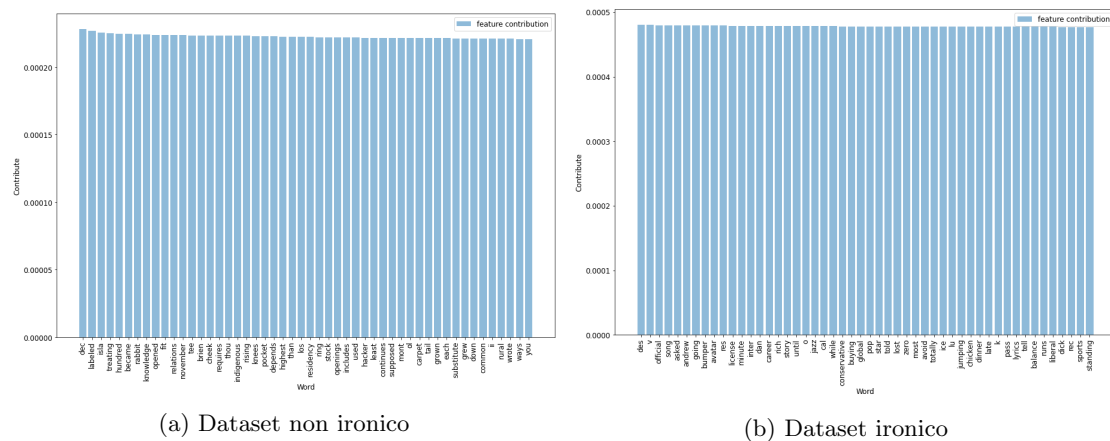 feature contribution
0.00020
0.00015
0.00010
0.00005
0.00000
Contribute
dec
labeled
isla
treating
hundred
became
rabbit
knowledge
opened
fit
relations
november
tee
bren
cheek
requires
thou
indigenous
rising
knees
pocket
depends
highest
than
los
residency
ring
stock
openings
includes
used
hacker
least
continues
supposed
mont
ol
carpet
tail
grown
each
substitute
grew
down
common
ii
rural
wrote
ways
you
Word
(a) Dataset non ironico
feature contribution
0.0005
0.0004
0.0003
0.0002
0.0001
0.0000
Contribute
des
v
official
song
asked
andrew
going
bumper
avatar
res
license
minute
inter
dan
career
rich
story
until
o
jazz
cal
while
conservative
buying
global
pop
star
told
lost
zero
most
avoid
totally
ice
lu
jumping
chicken
dinner
late
k
pass
lyrics
tell
balance
runs
liberal
dick
rec
sports
standing
Word
(b) Dataset ironico